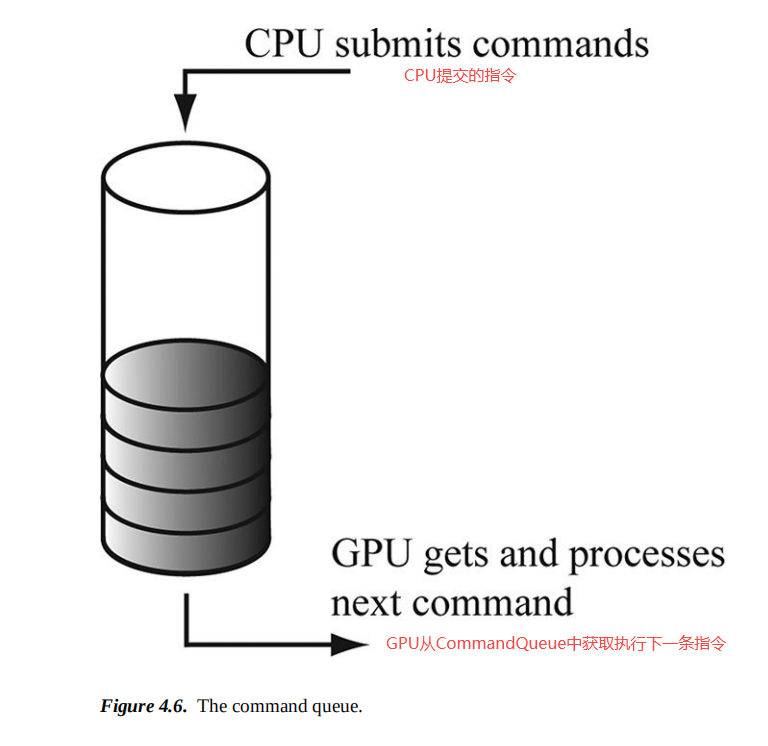 CPU submits commands
CPU提交的指令
GPU gets and processes
next command
GPU从CommandQueue中获取执行下一条指令
Figure 4.6. The command queue.